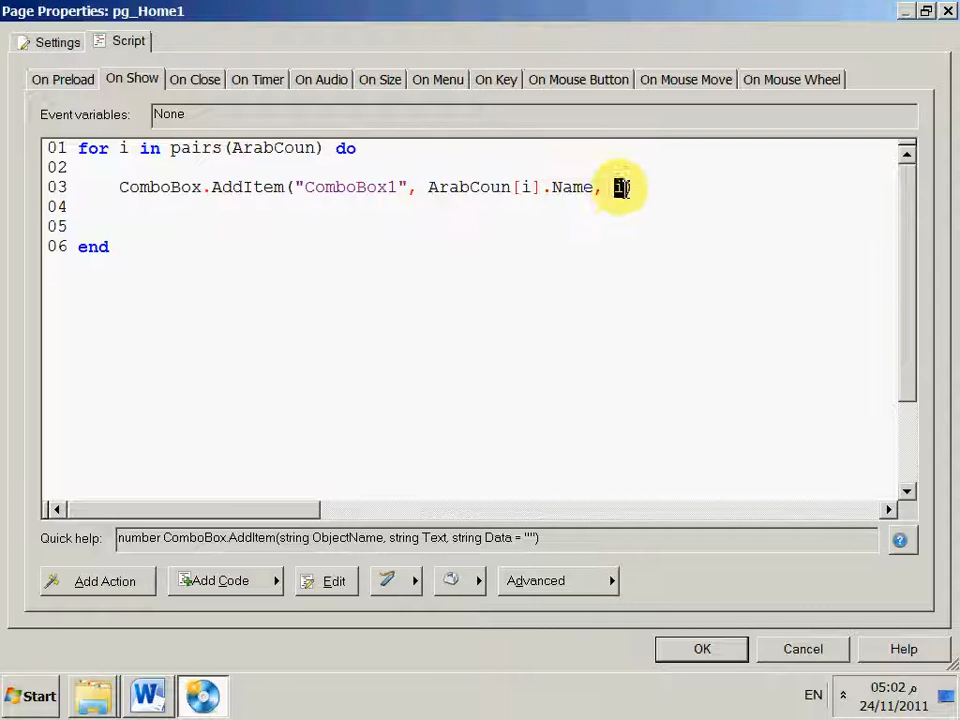 Page Properties: pg_Home1
Settings Script
On Preload On Show On Close On Timer On Audio On Size On Menu On Key On Mouse Button On Mouse Move On Mouse Wheel
Event variables: None
01 for i in pairs(ArabCoun) do
02
03 ComboBox.AddItem("ComboBox1", ArabCoun[i].Name, i)
04
05
06 end
Quick help: number ComboBox.AddItem(string ObjectName, string Text, string Data = "")
Add Action Add Code Edit Advanced
OK Cancel Help
Start EN 05:02 م
24/11/2011